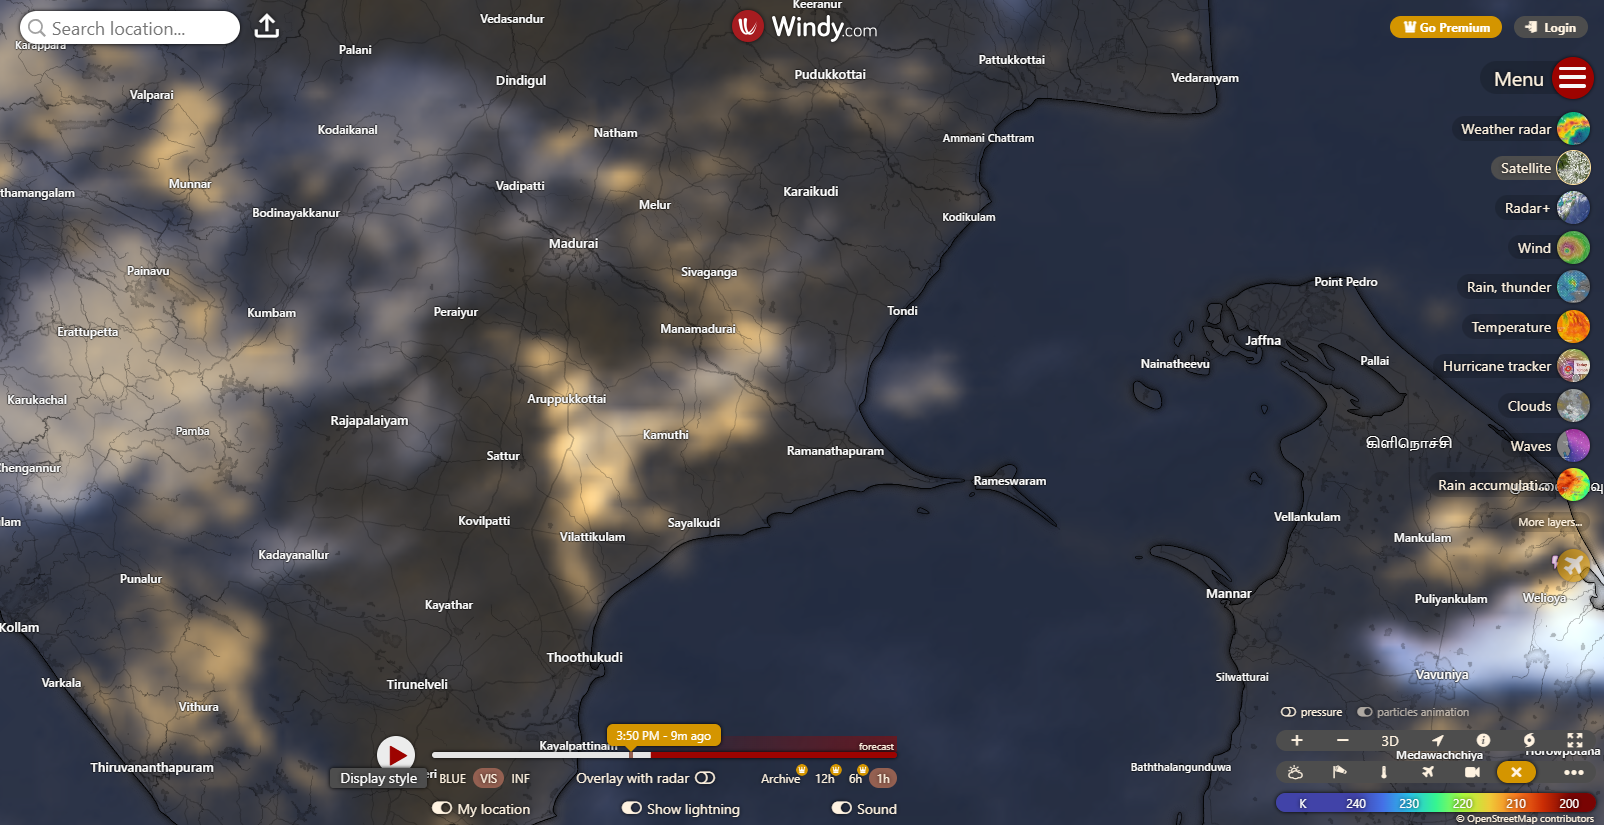 Search location...
Windy.com
Go Premium
Login
Menu
Weather radar
Satellite
Radar+
Wind
Rain, thunder
Temperature
Hurricane tracker
Clouds
Waves
Rain accumulati...
More layers...
Keeranur
Vedasandur
Karappara
Palani
Dindigul
Pudukkottai
Pattukkottai
Vedaranyam
Valparai
Kodaikanal
Natham
Ammani Chattram
Munnar
thamangalam
Vadipatti
Karaikudi
Melur
Bodinayakkanur
Kodikulam
Madurai
Painavu
Sivaganga
Point Pedro
Kumbam
Peraiyur
Tondi
Erattupetta
Manamadurai
Jaffna
Nainatheevu
Pallai
Karukachal
Aruppukkottai
Rajapalaiyam
Pamba
Kamuthi
கிளிநொச்சி
Sattur
Ramanathapuram
Chengannur
Rameswaram
lam
Kovilpatti
Sayalkudi
Vellankulam
Vilattikulam
Mankulam
Kadayanallur
Punalur
Kayathar
Mannar
Puliyankulam
Welioya
Kollam
Thoothukudi
Varkala
Tirunelveli
Silwatturai
Vavuniya
Vithura
Kayalpattinam
Thiruvananthapuram
Baththalangunduwa
Medawachchiya
Horowpotana
3:50 PM - 9m ago
forecast
Display style
eri
BLUE
VIS
INF
Overlay with radar
Archive
12h
6h
1h
My location
Show lightning
Sound
pressure
particles animation
3D
K 240 230 220 210 200
© OpenStreetMap contributors